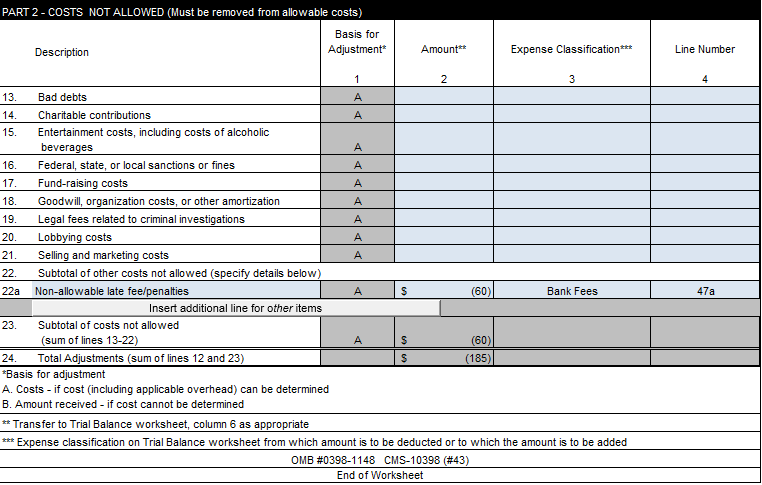 PART 2 - COSTS  NOT ALLOWED (Must be removed from allowable costs)
Description Basis for Adjustment* Amount** Expense Classification*** Line Number
1 2 3 4
13. Bad debts A
14. Charitable contributions A
15. Entertainment costs, including costs of alcoholic
beverages A
16. Federal, state, or local sanctions or fines A
17. Fund-raising costs A
18. Goodwill, organization costs, or other amortization A
19. Legal fees related to criminal investigations A
20. Lobbying costs A
21. Selling and marketing costs A
22. Subtotal of other costs not allowed (specify details below)
22a Non-allowable late fee/penalties A $ (60) Bank Fees 47a
Insert additional line for other items
23. Subtotal of costs not allowed
(sum of lines 13-22) A $ (60)
24. Total Adjustments (sum of lines 12 and 23) $ (185)
*Basis for adjustment
A. Costs - if cost (including applicable overhead) can be determined
B. Amount received - if cost cannot be determined
** Transfer to Trial Balance worksheet, column 6 as appropriate
*** Expense classification on Trial Balance worksheet from which amount is to be deducted or to which the amount is to be added
OMB #0398-1148  CMS-10398 (#43)
End of Worksheet